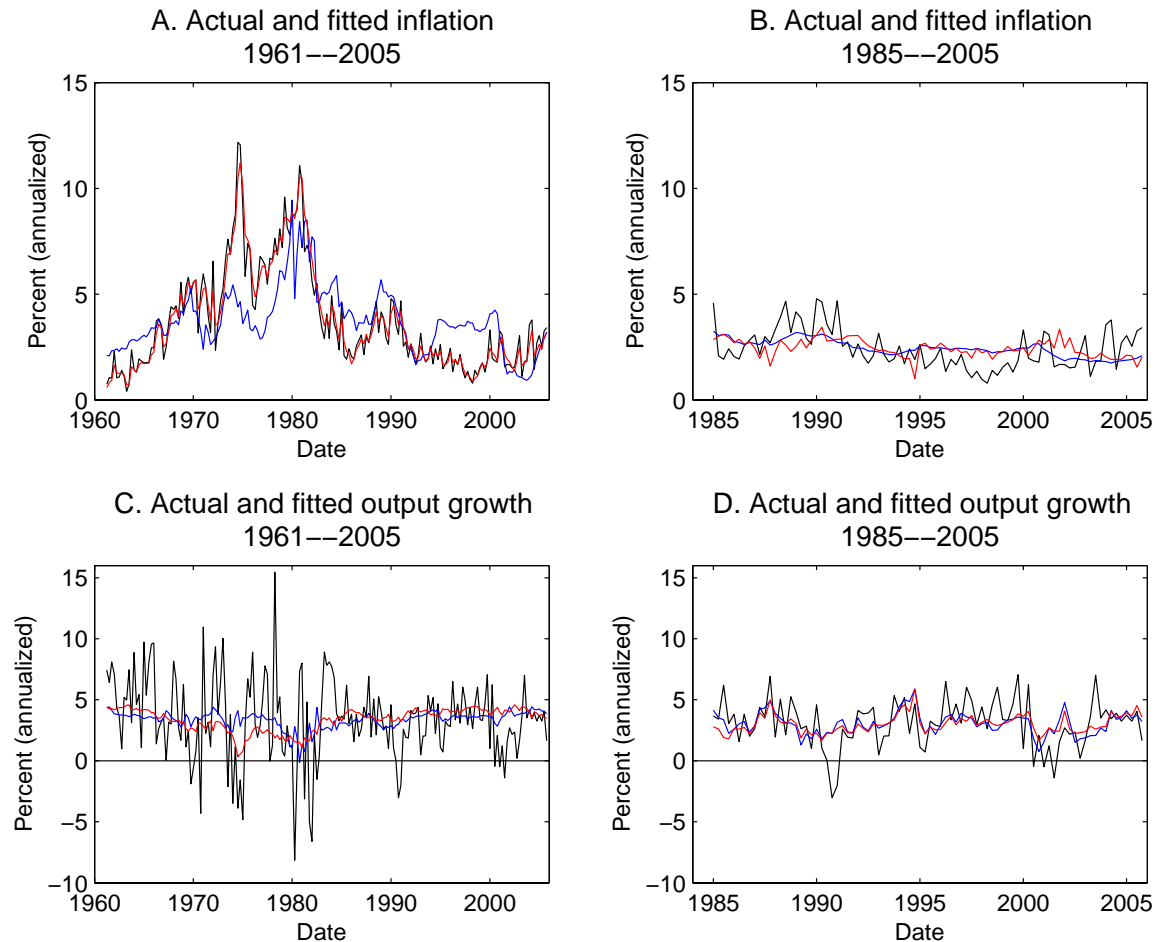 A. Actual and fitted inflation
1961−−2005
15
10
5
0
Percent (annualized)
1960 1970 1980 1990 2000
Date
B. Actual and fitted inflation
1985−−2005
15
10
5
0
Percent (annualized)
1985 1990 1995 2000 2005
Date
C. Actual and fitted output growth
1961−−2005
15
10
5
0
−5
−10
Percent (annualized)
1960 1970 1980 1990 2000
Date
D. Actual and fitted output growth
1985−−2005
15
10
5
0
−5
−10
Percent (annualized)
1985 1990 1995 2000 2005
Date